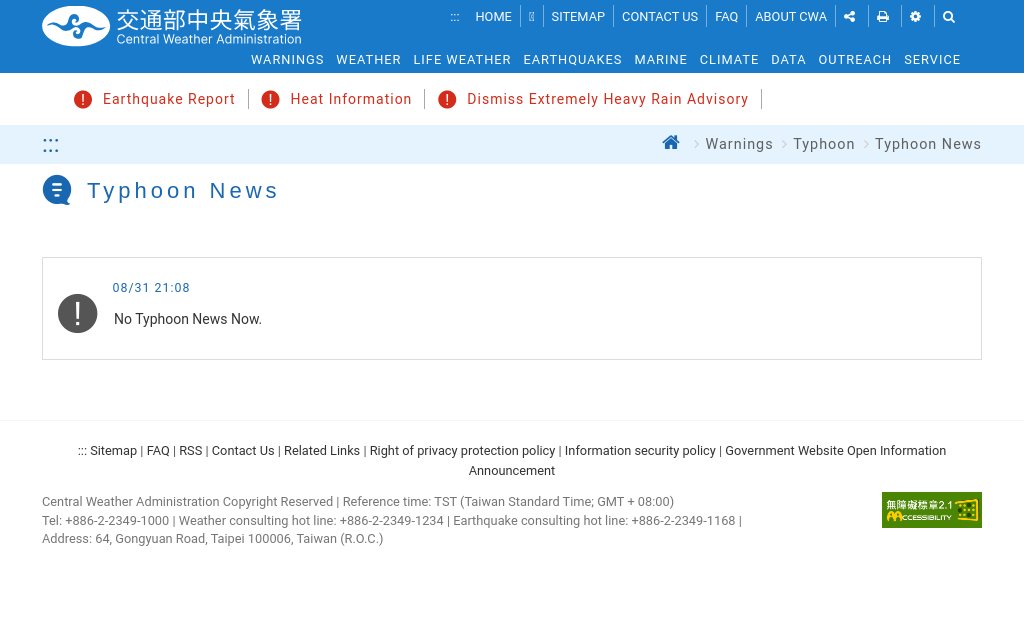 交通部中央氣象署
Central Weather Administration
::: HOME SITEMAP CONTACT US FAQ ABOUT CWA
WARNINGS WEATHER LIFE WEATHER EARTHQUAKES MARINE CLIMATE DATA OUTREACH SERVICE
Earthquake Report Heat Information Dismiss Extremely Heavy Rain Advisory
::: Warnings Typhoon Typhoon News
Typhoon News
08/31 21:08
No Typhoon News Now.
::: Sitemap | FAQ | RSS | Contact Us | Related Links | Right of privacy protection policy | Information security policy | Government Website Open Information
Announcement
Central Weather Administration Copyright Reserved | Reference time: TST (Taiwan Standard Time; GMT + 08:00)
Tel: +886-2-2349-1000 | Weather consulting hot line: +886-2-2349-1234 | Earthquake consulting hot line: +886-2-2349-1168 |
Address: 64, Gongyuan Road, Taipei 100006, Taiwan (R.O.C.)
無障礙標章2.1
AACCESSIBILITY